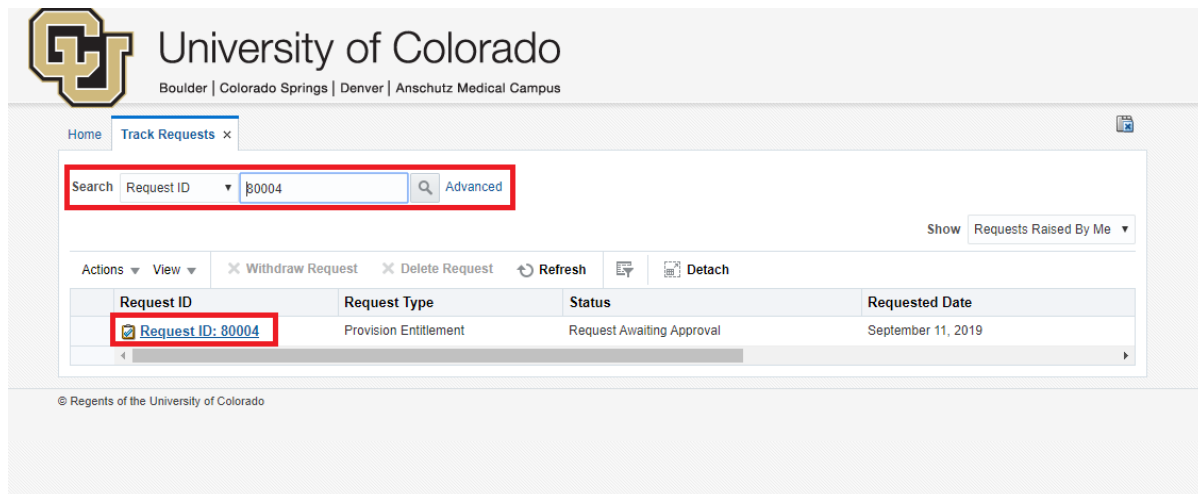 CU
University of Colorado
Boulder | Colorado Springs | Denver | Anschutz Medical Campus
Home Track Requests ×
Search Request ID ▼ 80004 Advanced
Show Requests Raised By Me ▼
Actions ▼ View ▼ Withdraw Request Delete Request Refresh Detach
Request ID Request Type Status Requested Date
Request ID: 80004 Provision Entitlement Request Awaiting Approval September 11, 2019
© Regents of the University of Colorado